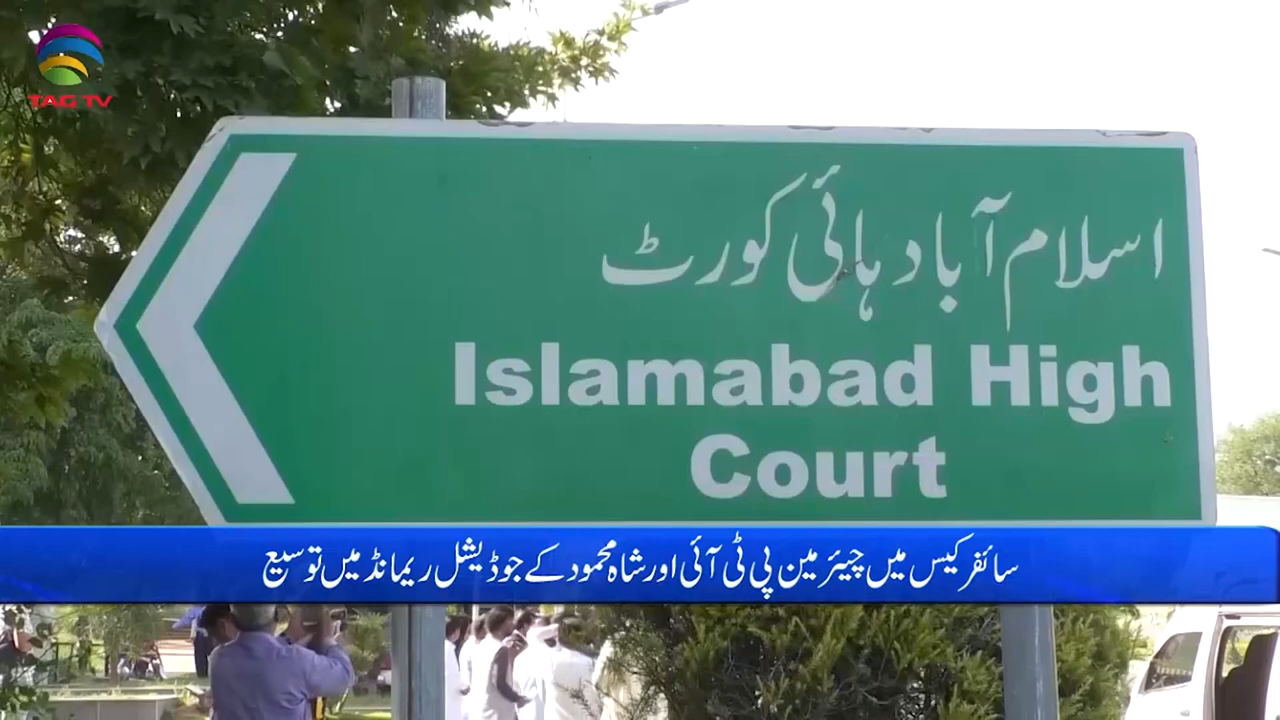 TAG TV
اسلام آباد ہائی کورٹ
Islamabad High
Court
سائفر کیس میں چیئرمین پی ٹی آئی اور شاہ محمود کے جوڈیشل ریمانڈ میں توسیع